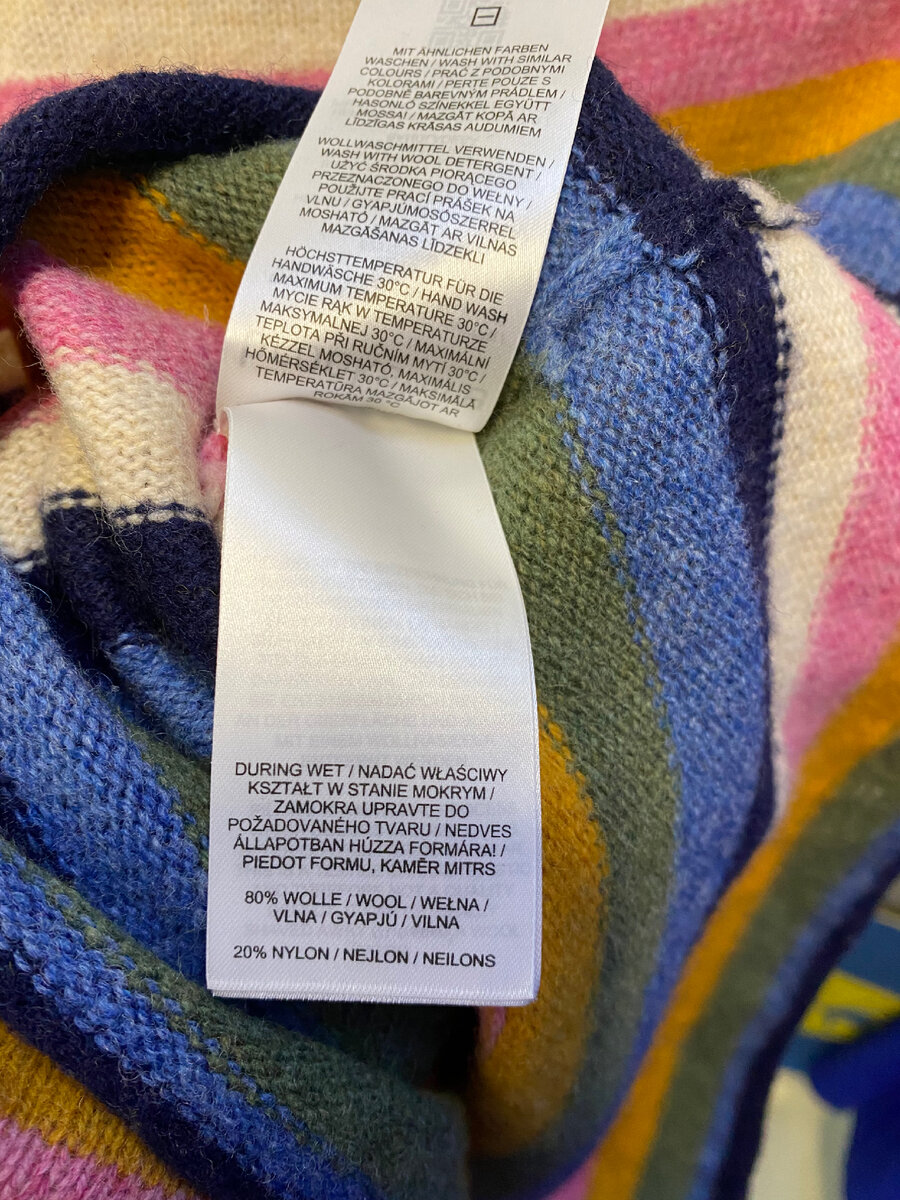 MIT ÄHNLICHEN FARBEN
WASCHEN / WASH WITH SIMILAR
COLOURS / PRAĆ Z PODOBNYMI
KOLORAMI / PERTE POUZE S
PODOBNĚ BAREVNÝM PRÁDLEM /
HASONLÓ SZÍNEKKEL EGYÜTT
MOSSA! / MAZGĀT KOPĀ AR
LĪDZĪGAS KRĀSAS AUDUMIEM
WOLLWASCHMITTEL VERWENDEN /
WASH WITH WOOL DETERGENT /
UŻYĆ ŚRODKA PIORĄCEGO
PRZEZNACZONEGO DO WEŁNY /
POUŽIJTE PRACÍ PRÁŠEK NA
VLNU / GYAPJÚMOSÓSZERREL
MOSHATÓ / MAZGĀT AR VILNAS
MAZGĀŠANAS LĪDZEKLI
HÖCHSTTEMPERATUR FÜR DIE
HANDWÄSCHE 30°C / HAND WASH
MAXIMUM TEMPERATURE 30°C /
MYCIE RĄK W TEMPERATURZE
MAKSYMALNEJ 30°C / MAXIMÁLNI
TEPLOTA PŘI RUČNÍM MYTÍ 30°C /
KÉZZEL MOSHATÓ, MAXIMÁLIS
HŐMÉRSÉKLET 30°C / MAKSIMĀLĀ
TEMPERATŪRA MAZGĀJOT AR
ROKĀM 30 °C
DURING WET / NADAĆ WŁAŚCIWY
KSZTAŁT W STANIE MOKRYM /
ZAMOKRA UPRAVTE DO
POŽADOVANÉHO TVARU / NEDVES
ÁLLAPOTBAN HÚZZA FORMÁRA! /
PIEDOT FORMU, KAMĒR MITRS
80% WOLLE / WOOL / WEŁNA /
VLNA / GYAPJÚ / VILNA
20% NYLON / NEJLON / NEILONS